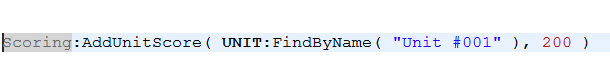 Scoring:AddUnitScore( UNIT:FindByName( "Unit #001" ), 200 )